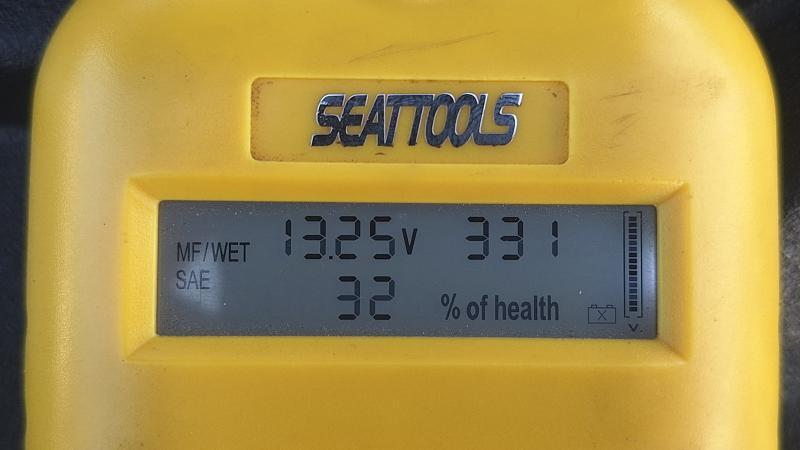 SEATTOOLS
MF/WET 13.25V 331
SAE 32 % of health
V.